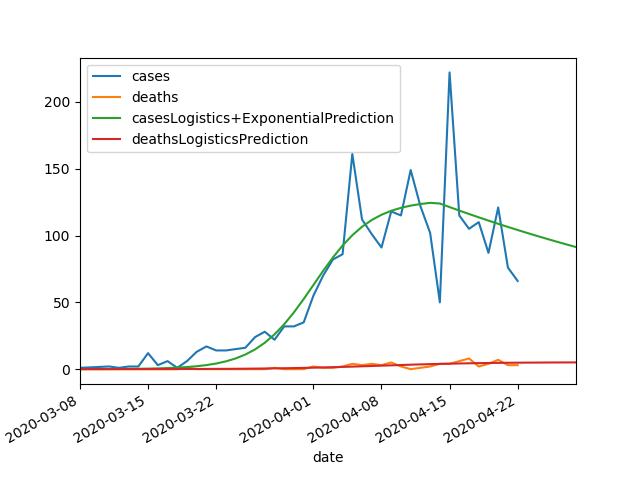 cases
deaths
casesLogistics+ExponentialPrediction
deathsLogisticsPrediction
200
150
100
50
0
2020-03-08
2020-03-15
2020-03-22
2020-04-01
2020-04-08
2020-04-15
2020-04-22
date